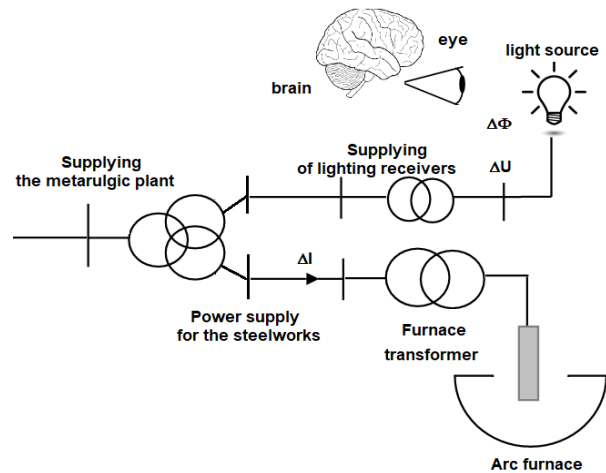 eye
light source
brain
ΔΦ
Supplying
the metarulgic plant
Supplying
of lighting receivers
ΔU
ΔI
Power supply
for the steelworks
Furnace
transformer
Arc furnace